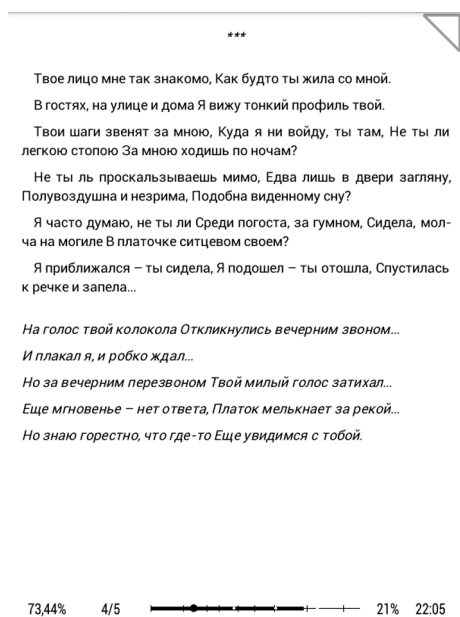 ***
Твое лицо мне так знакомо, Как будто ты жила со мной.
В гостях, на улице и дома Я вижу тонкий профиль твой.
Твои шаги звенят за мною, Куда я ни войду, ты там, Не ты ли
легкою стопою За мною ходишь по ночам?
Не ты ль проскальзываешь мимо, Едва лишь в двери загляну,
Полувоздушна и незрима, Подобна виденному сну?
Я часто думаю, не ты ли Среди погоста, за гумном, Сидела, мол-
ча на могиле В платочке ситцевом своем?
Я приближался – ты сидела, Я подошел – ты отошла, Спустилась
к речке и запела...
На голос твой колокола Откликнулись вечерним звоном...
И плакал я, и робко ждал...
Но за вечерним перезвоном Твой милый голос затихал...
Еще мгновенье – нет ответа, Платок мелькнает за рекой...
Но знаю горестно, что где-то Еще увидимся с тобой.
73,44% 4/5 21% 22:05